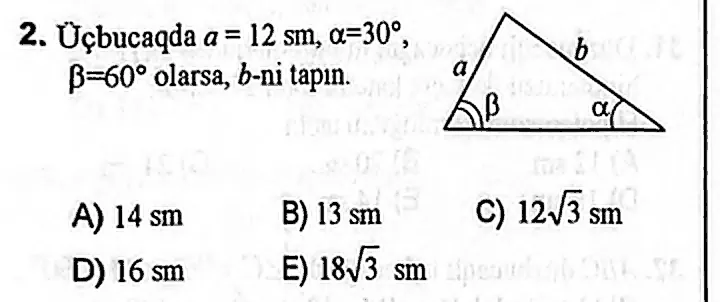 2. Üçbucaqda a = 12 sm, α=30°,
β=60° olarsa, b-ni tapın.
a
b
β
α
A) 14 sm B) 13 sm C) 12√3 sm
D) 16 sm E) 18√3 sm